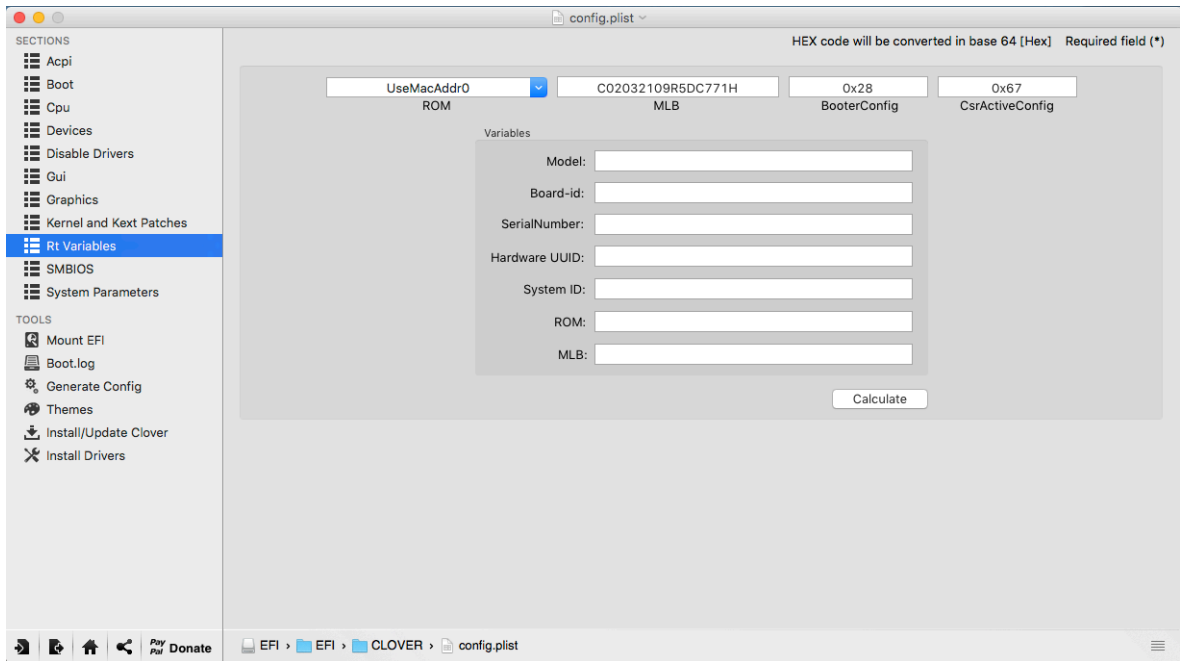 config.plist
SECTIONS
Acpi
Boot
Cpu
Devices
Disable Drivers
Gui
Graphics
Kernel and Kext Patches
Rt Variables
SMBIOS
System Parameters
TOOLS
Mount EFI
Boot.log
Generate Config
Themes
Install/Update Clover
Install Drivers
Pay Pal Donate
HEX code will be converted in base 64 [Hex] Required field (*)
UseMacAddr0 C02032109R5DC771H 0x28 0x67
ROM MLB BooterConfig CsrActiveConfig
Variables
Model:
Board-id:
SerialNumber:
Hardware UUID:
System ID:
ROM:
MLB:
Calculate
EFI › EFI › CLOVER › config.plist